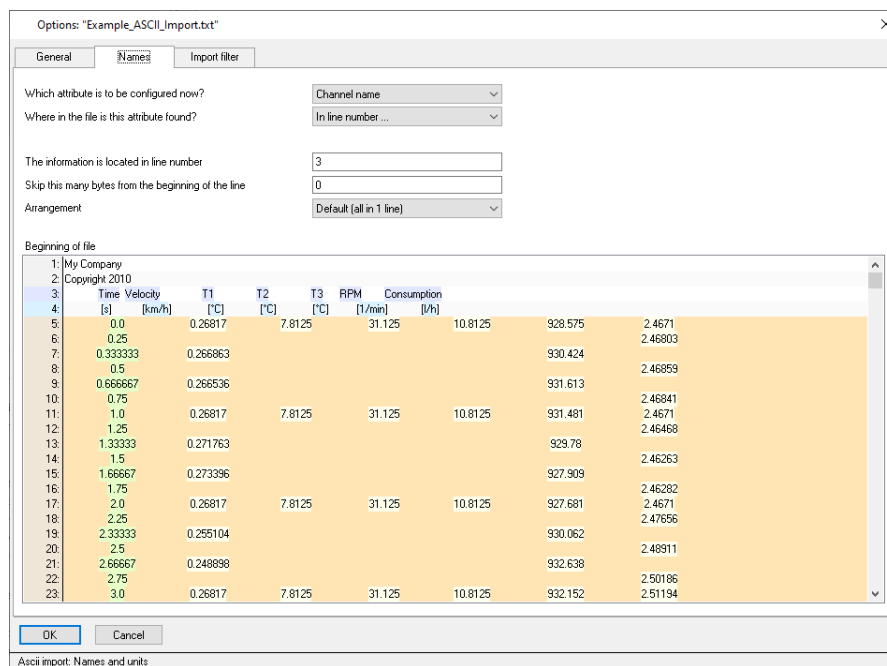 Options: "Example_ASCII_Import.txt"
General Names Import filter
Which attribute is to be configured now? Channel name
Where in the file is this attribute found? In line number ...
The information is located in line number 3
Skip this many bytes from the beginning of the line 0
Arrangement Default (all in 1 line)
Beginning of file
1: My Company
2: Copyright 2010
3: Time Velocity T1 T2 T3 RPM Consumption
4: [s] [km/h] [°C] [°C] [°C] [1/min] [l/h]
5: 0.0 0.26817 7.8125 31.125 10.8125 928.575 2.4671
6: 0.25 2.46803
7: 0.333333 0.266863 930.424
8: 0.5 2.46859
9: 0.666667 0.266536 931.613
10: 0.75 2.46841
11: 1.0 0.26817 7.8125 31.125 10.8125 931.481 2.4671
12: 1.25 2.46468
13: 1.33333 0.271763 929.78
14: 1.5 2.46263
15: 1.66667 0.273396 927.909
16: 1.75 2.46282
17: 2.0 0.26817 7.8125 31.125 10.8125 927.681 2.4671
18: 2.25 2.47656
19: 2.33333 0.255104 930.062
20: 2.5 2.48911
21: 2.66667 0.248898 932.638
22: 2.75 2.50186
23: 3.0 0.26817 7.8125 31.125 10.8125 932.152 2.51194
OK Cancel
Ascii import: Names and units